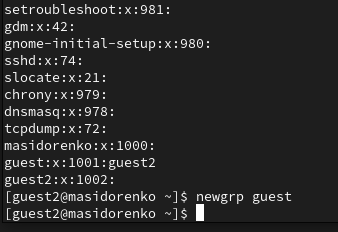 setroubleshoot:x:981:
gdm:x:42:
gnome-initial-setup:x:980:
sshd:x:74:
slocate:x:21:
chrony:x:979:
dnsmasq:x:978:
tcpdump:x:72:
masidorenko:x:1000:
guest:x:1001:guest2
guest2:x:1002:
[guest2@masidorenko ~]$ newgrp guest
[guest2@masidorenko ~]$